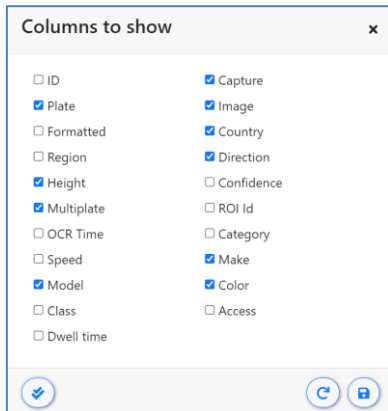 Columns to show
ID
Capture
Plate
Image
Formatted
Country
Region
Direction
Height
Confidence
Multiplate
ROI Id
OCR Time
Category
Speed
Make
Model
Color
Class
Access
Dwell time